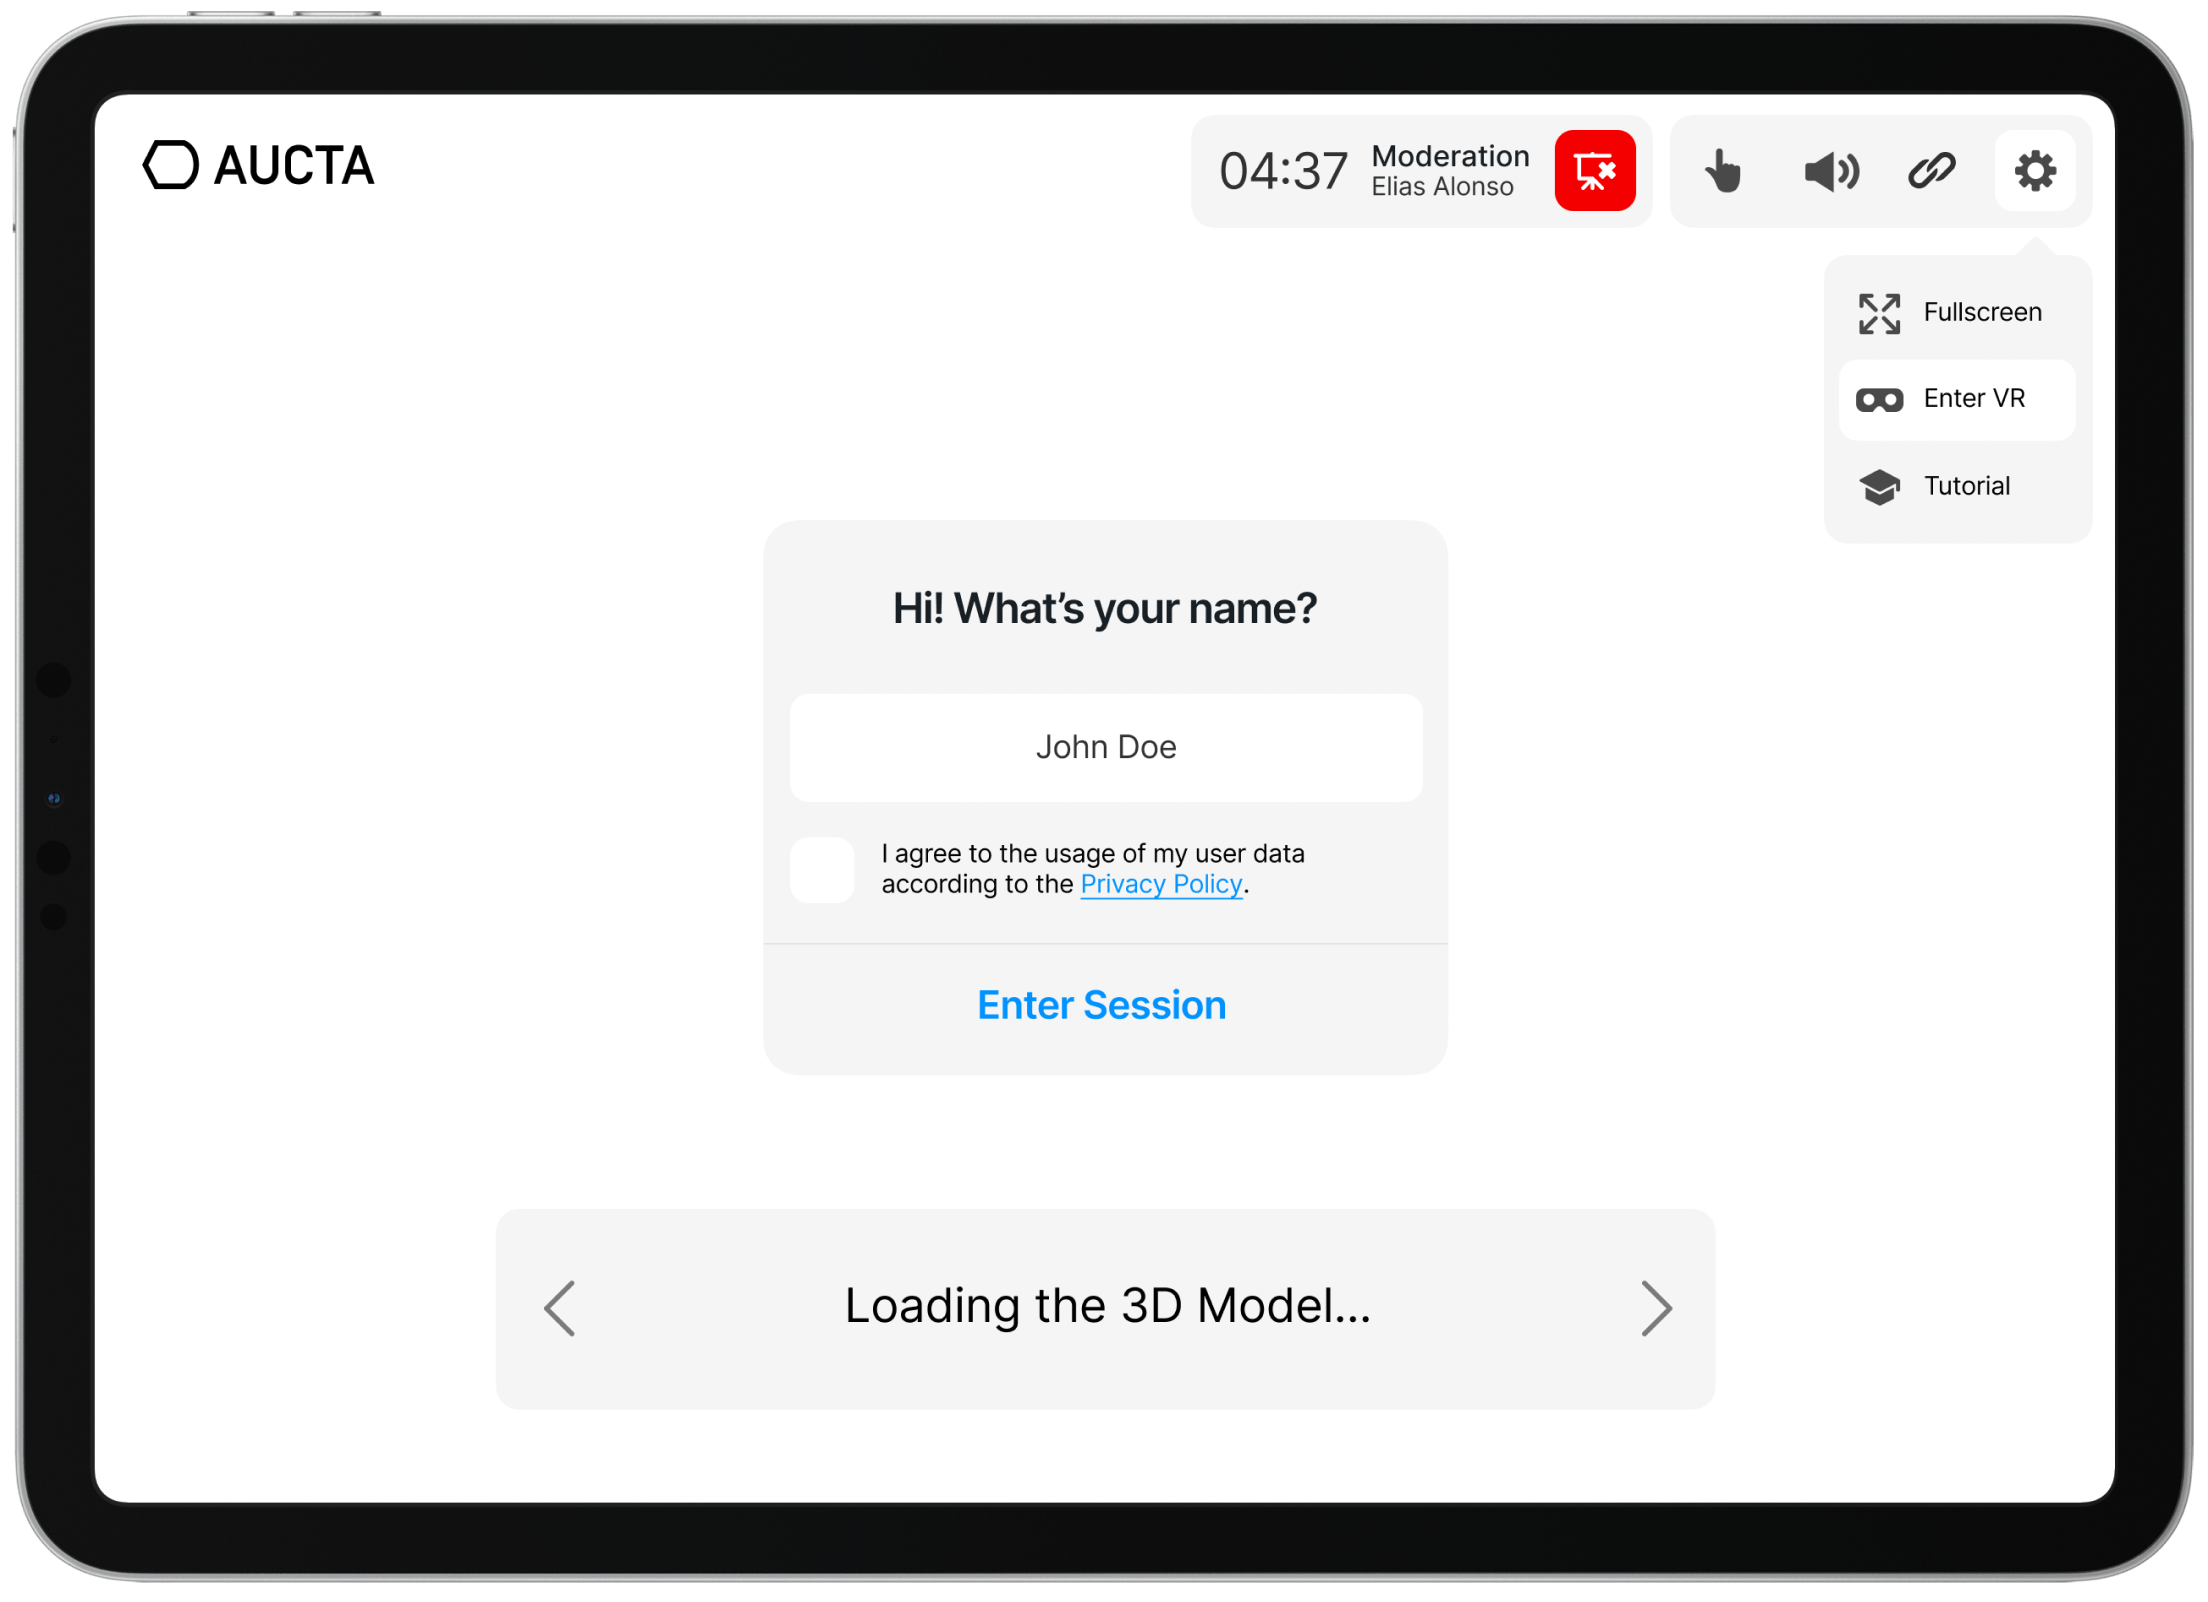 AUCTA
04:37
Moderation
Elias Alonso
Fullscreen
Enter VR
Tutorial
Hi! What’s your name?
John Doe
I agree to the usage of my user data
according to the Privacy Policy.
Enter Session
Loading the 3D Model...